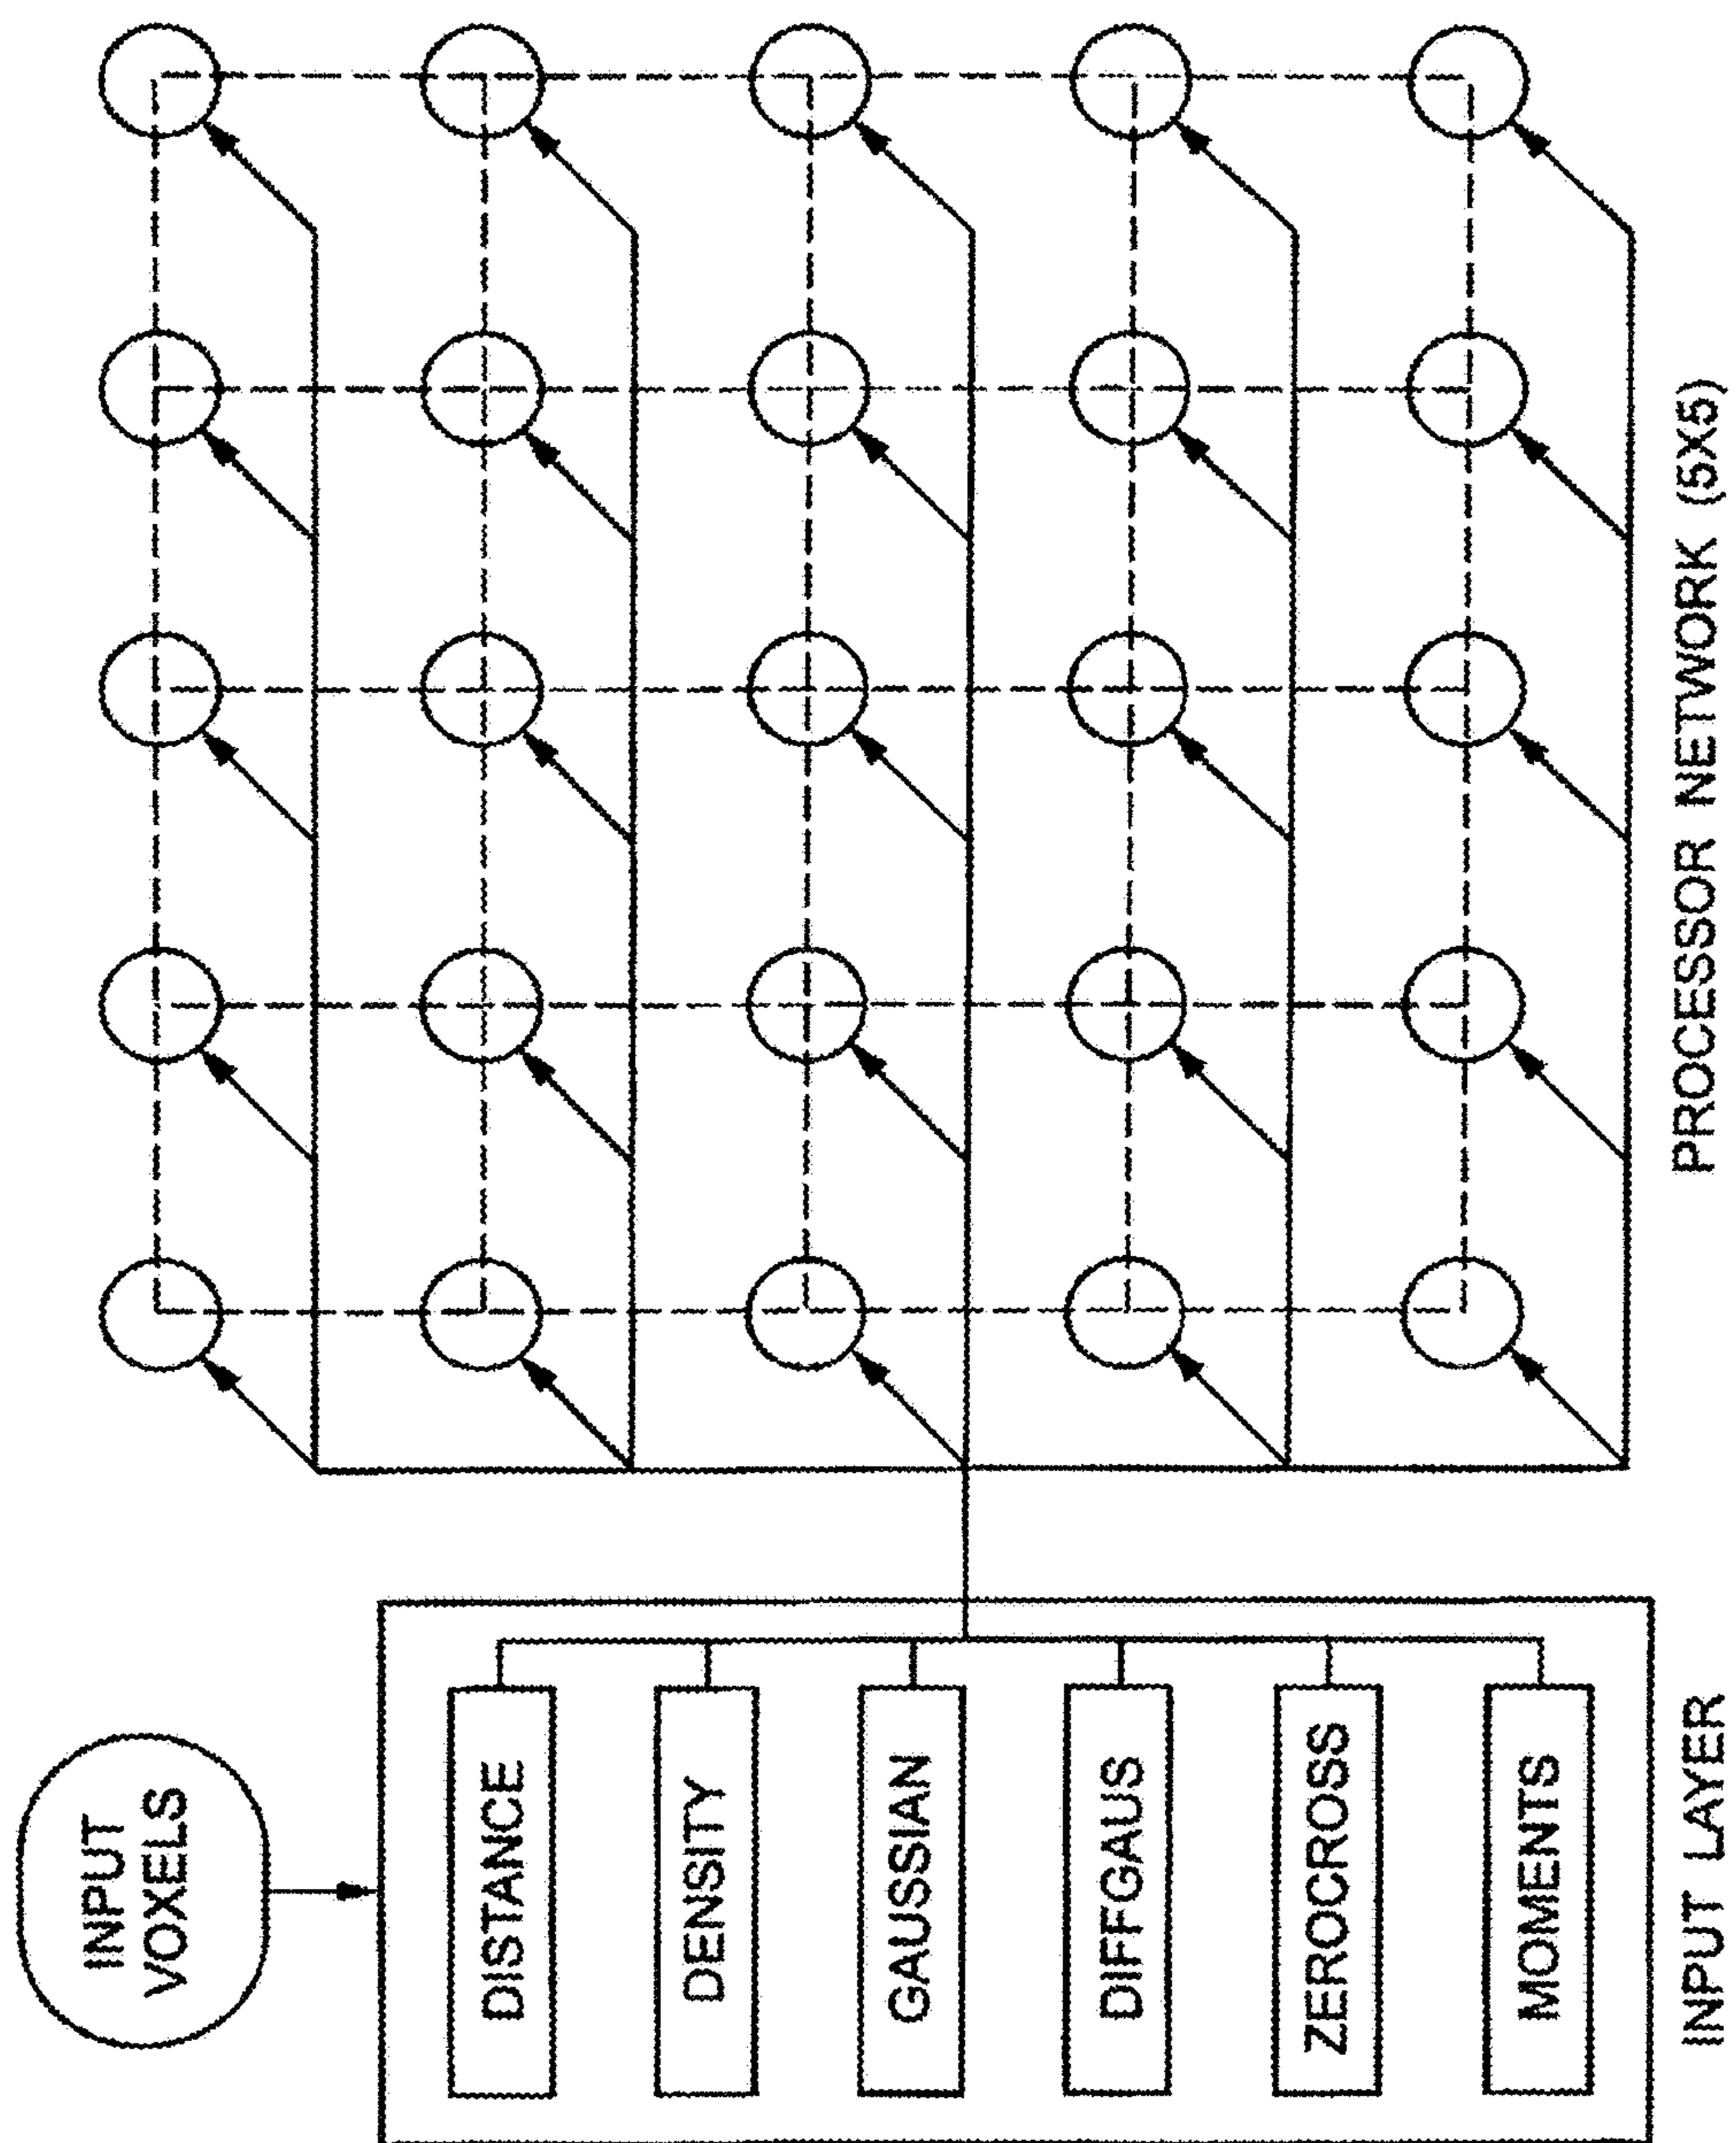 INPUT
VOXELS
DISTANCE
DENSITY
GAUSSIAN
DIFFGAUS
ZEROCROSS
MOMENTS
INPUT LAYER
PROCESSOR NETWORK (5X5)